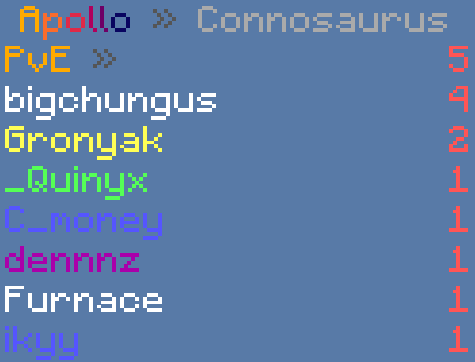 Apollo » Connosaurus
PvE » 5
bigchungus 4
Gronyak 2
_Quinyx 1
C_money 1
dennnz 1
Furnace 1
ikyy 1